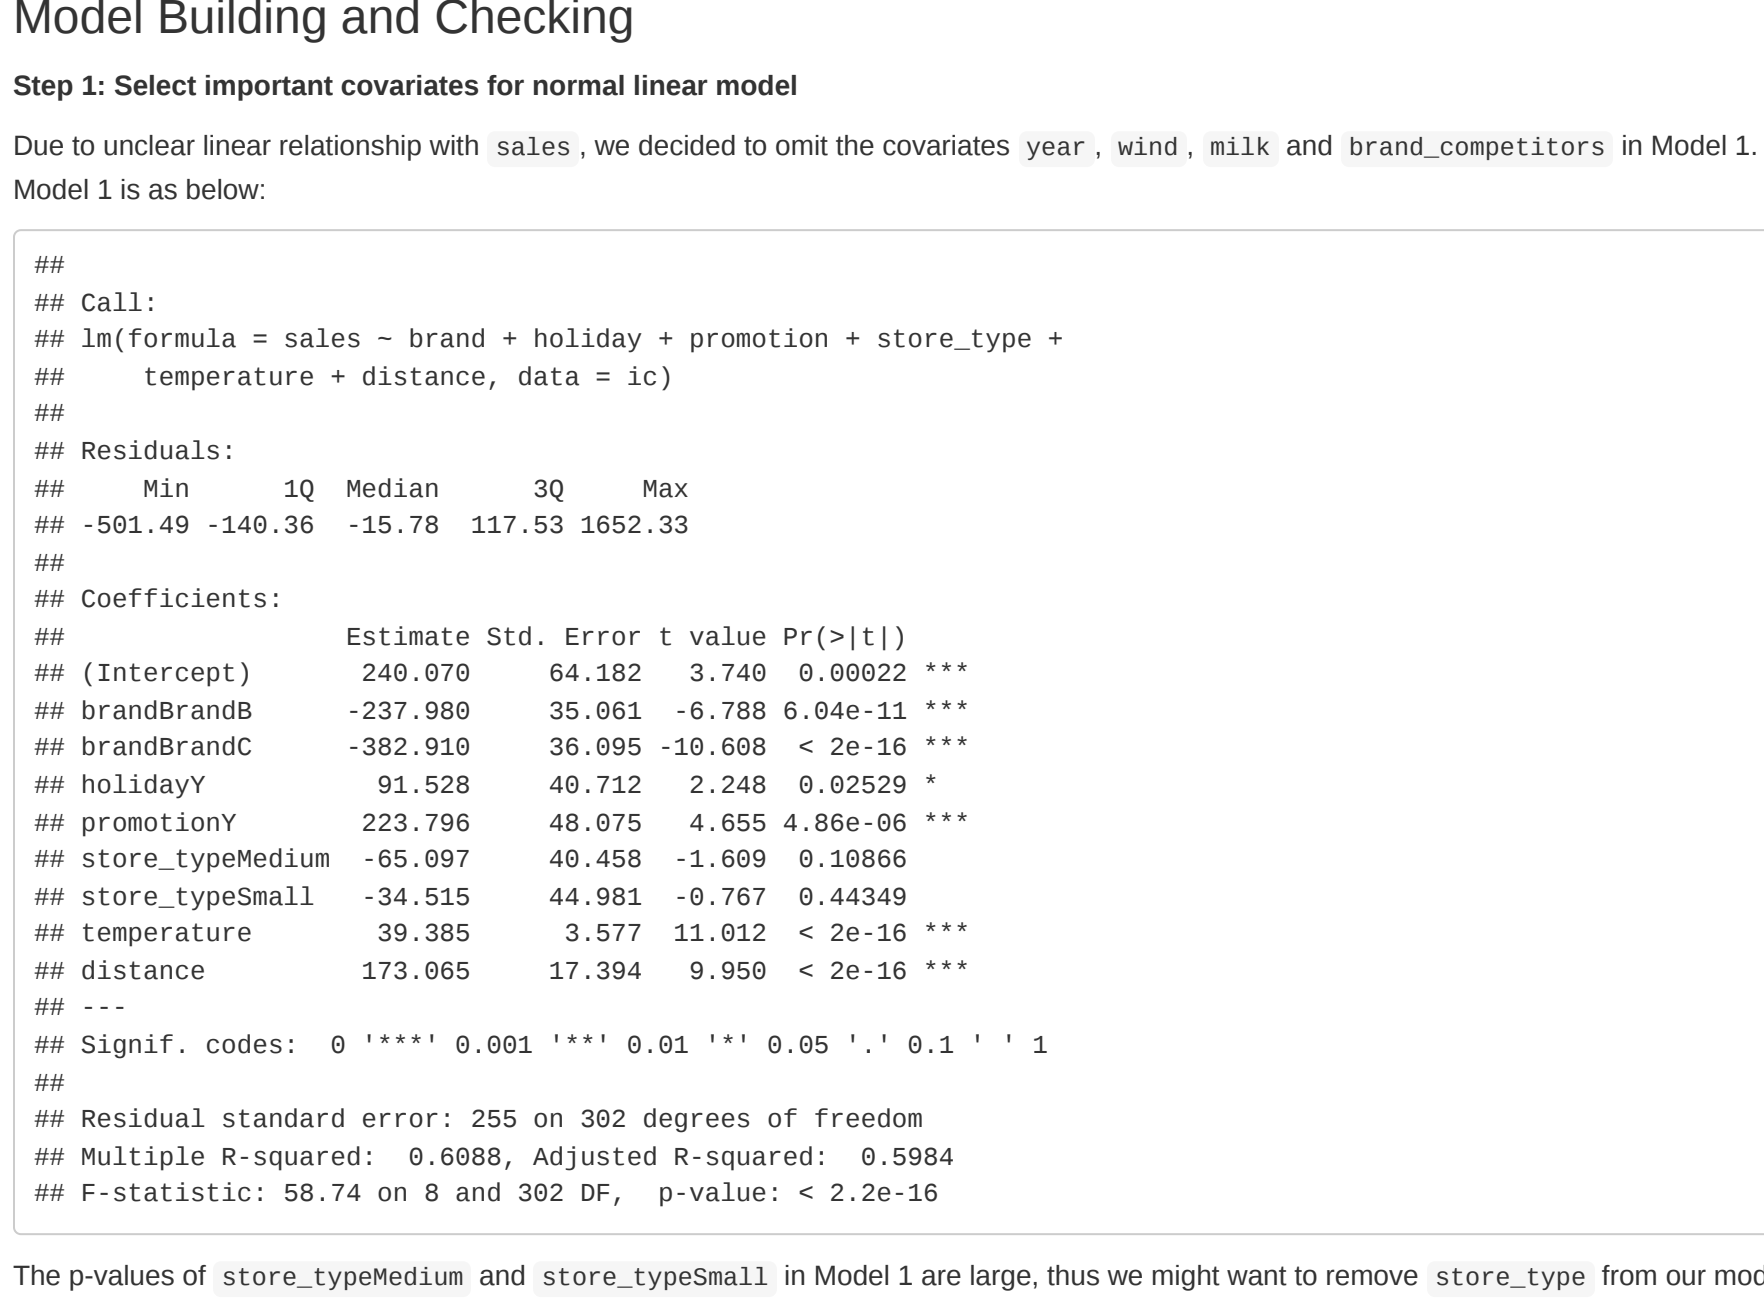 Model Building and Checking
Step 1: Select important covariates for normal linear model
Due to unclear linear relationship with sales, we decided to omit the covariates year, wind, milk and brand_competitors in Model 1.
Model 1 is as below:
##
## Call:
## lm(formula = sales ~ brand + holiday + promotion + store_type +
##     temperature + distance, data = ic)
##
## Residuals:
##     Min      1Q  Median      3Q     Max
## -501.49 -140.36  -15.78  117.53 1652.33
##
## Coefficients:
##                  Estimate Std. Error t value Pr(>|t|)
## (Intercept)       240.070     64.182   3.740  0.00022 ***
## brandBrandB      -237.980     35.061  -6.788 6.04e-11 ***
## brandBrandC      -382.910     36.095 -10.608  < 2e-16 ***
## holidayY           91.528     40.712   2.248  0.02529 *
## promotionY        223.796     48.075   4.655 4.86e-06 ***
## store_typeMedium  -65.097     40.458  -1.609  0.10866
## store_typeSmall   -34.515     44.981  -0.767  0.44349
## temperature        39.385      3.577  11.012  < 2e-16 ***
## distance          173.065     17.394   9.950  < 2e-16 ***
## ---
## Signif. codes:  0 '***' 0.001 '**' 0.01 '*' 0.05 '.' 0.1 ' ' 1
##
## Residual standard error: 255 on 302 degrees of freedom
## Multiple R-squared:  0.6088, Adjusted R-squared:  0.5984
## F-statistic: 58.74 on 8 and 302 DF,  p-value: < 2.2e-16
The p-values of store_typeMedium and store_typeSmall in Model 1 are large, thus we might want to remove store_type from our mod